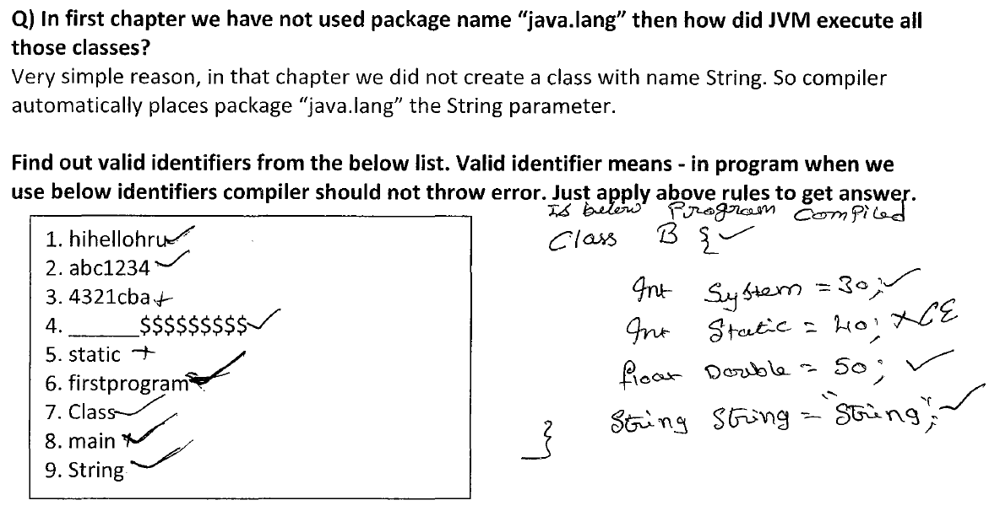 Q) In first chapter we have not used package name “java.lang” then how did JVM execute all
those classes?
Very simple reason, in that chapter we did not create a class with name String. So compiler
automatically places package “java.lang” the String parameter.
Find out valid identifiers from the below list. Valid identifier means - in program when we
use below identifiers compiler should not throw error. Just apply above rules to get answer.
1. hihellohru ✓
2. abc1234 ✓
3. 4321cba +
4. ______$$$$$$$$$ ✓
5. static +
6. firstprogram ✓
7. Class ✓
8. main ✓
9. String ✓
Is below Program Compiled
Class B { ✓
Int System = 30; ✓
Int Static = 40; × CE
float Double = 50; ✓
String String = "String"; ✓
}